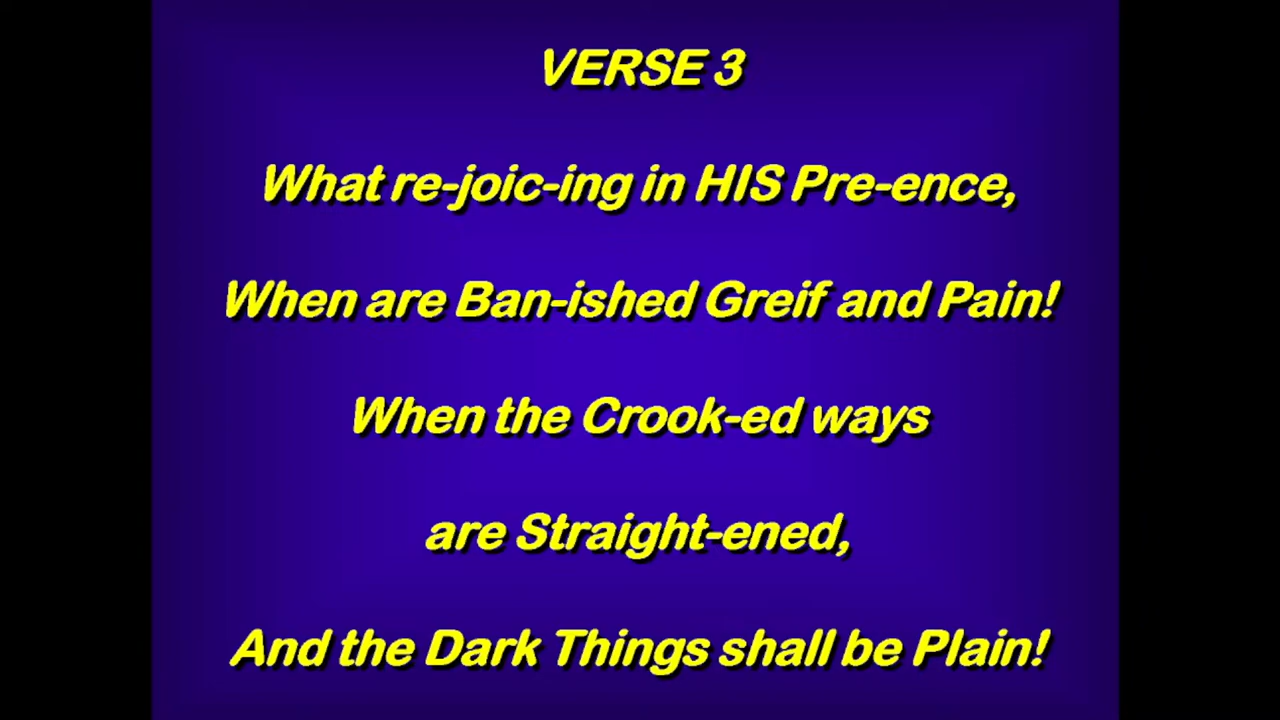 VERSE 3
What re-joic-ing in HIS Pre-ence,
When are Ban-ished Greif and Pain!
When the Crook-ed ways
are Straight-ened,
And the Dark Things shall be Plain!